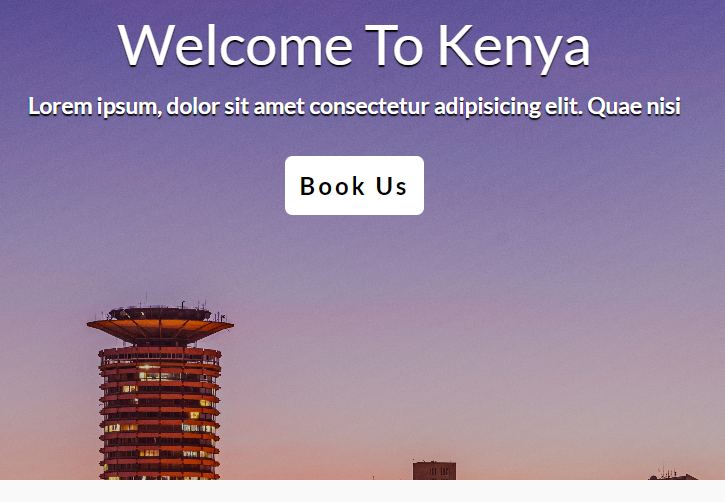 Welcome To Kenya
Lorem ipsum, dolor sit amet consectetur adipisicing elit. Quae nisi
Book Us